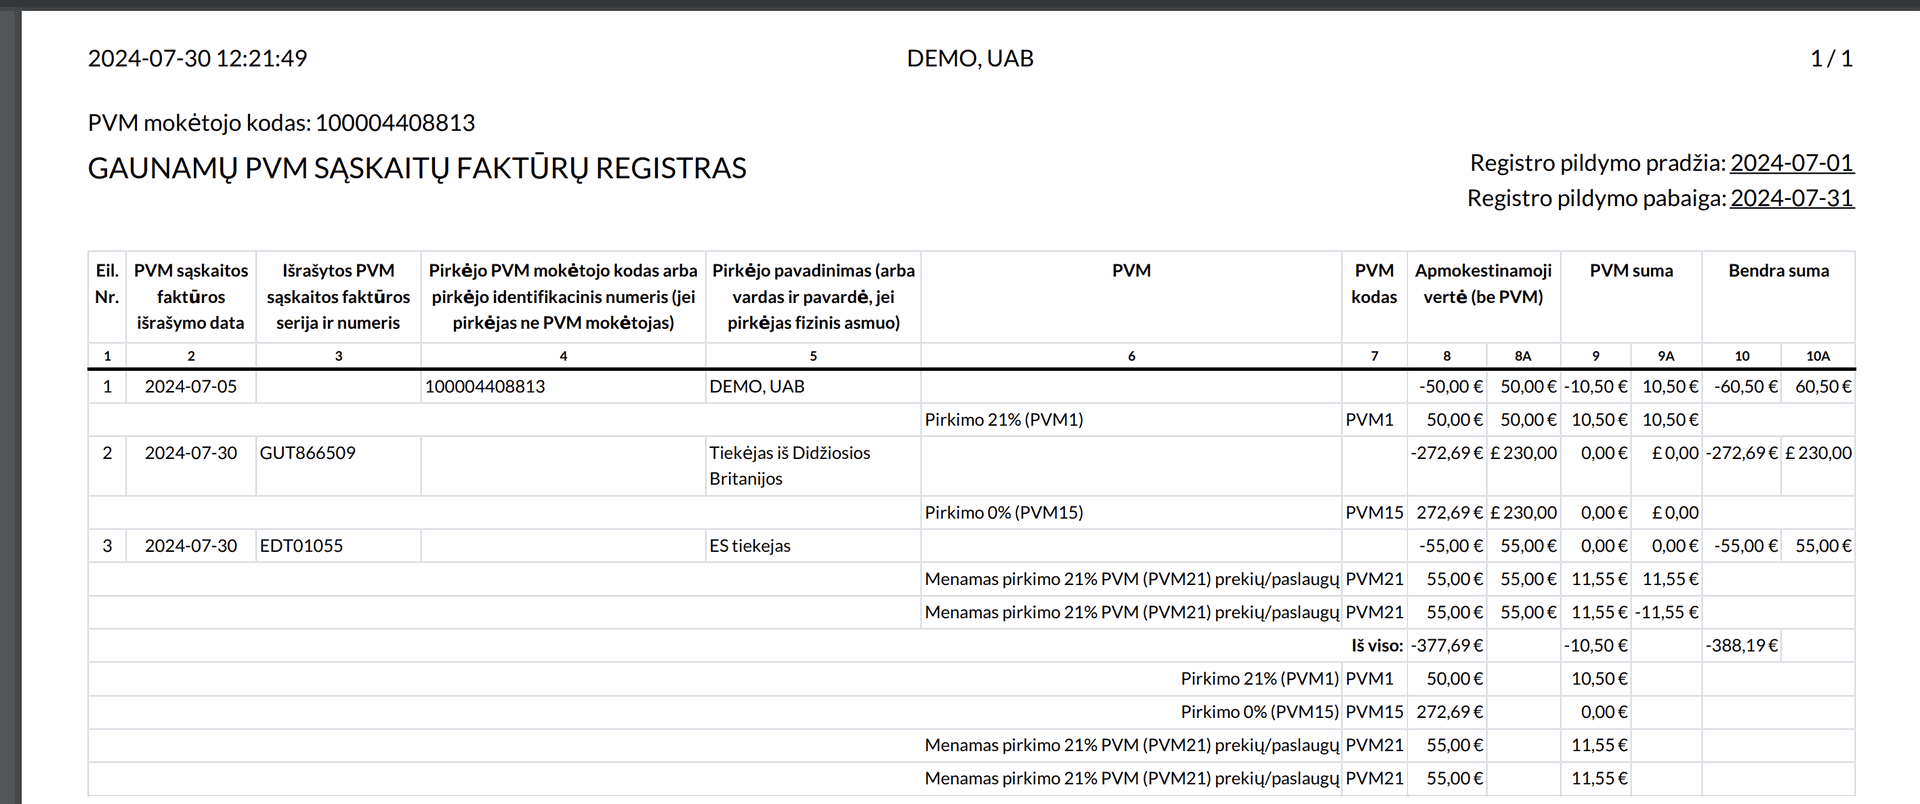 2024-07-30 12:21:49 DEMO, UAB 1 / 1
PVM mokėtojo kodas: 100004408813
GAUNAMŲ PVM SĄSKAITŲ FAKTŪRŲ REGISTRAS
Registro pildymo pradžia: 2024-07-01
Registro pildymo pabaiga: 2024-07-31
Eil. Nr. PVM sąskaitos faktūros išrašymo data Išrašytos PVM sąskaitos faktūros serija ir numeris Pirkėjo PVM mokėtojo kodas arba pirkėjo identifikacinis numeris (jei pirkėjas ne PVM mokėtojas) Pirkėjo pavadinimas (arba vardas ir pavardė, jei pirkėjas fizinis asmuo) PVM PVM kodas Apmokestinamoji vertė (be PVM) PVM suma Bendra suma
1 2 3 4 5 6 7 8 8A 9 9A 10 10A
1 2024-07-05 100004408813 DEMO, UAB -50,00 € 50,00 € -10,50 € 10,50 € -60,50 € 60,50 €
Pirkimo 21% (PVM1) PVM1 50,00 € 50,00 € 10,50 € 10,50 €
2 2024-07-30 GUT866509 Tiekėjas iš Didžiosios Britanijos -272,69 € £ 230,00 0,00 € £ 0,00 -272,69 € £ 230,00
Pirkimo 0% (PVM15) PVM15 272,69 € £ 230,00 0,00 € £ 0,00
3 2024-07-30 EDT01055 ES tiekejas -55,00 € 55,00 € 0,00 € 0,00 € -55,00 € 55,00 €
Menamas pirkimo 21% PVM (PVM21) prekių/paslaugų PVM21 55,00 € 55,00 € 11,55 € 11,55 €
Menamas pirkimo 21% PVM (PVM21) prekių/paslaugų PVM21 55,00 € 55,00 € 11,55 € -11,55 €
Iš viso: -377,69 € -10,50 € -388,19 €
Pirkimo 21% (PVM1) PVM1 50,00 € 10,50 €
Pirkimo 0% (PVM15) PVM15 272,69 € 0,00 €
Menamas pirkimo 21% PVM (PVM21) prekių/paslaugų PVM21 55,00 € 11,55 €
Menamas pirkimo 21% PVM (PVM21) prekių/paslaugų PVM21 55,00 € 11,55 €